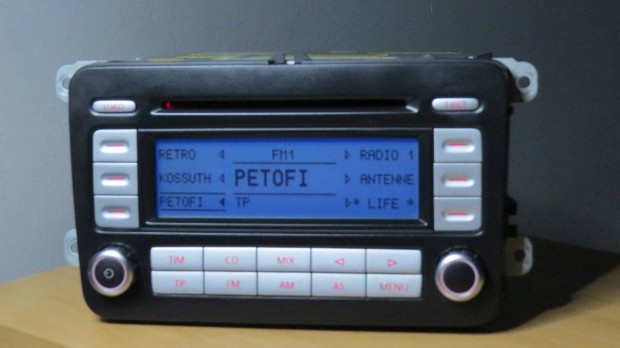 LOAD EJECT
RETRO FM1 RADIO 1
KOSSUTH PETOFI ANTENNE
PETOFI TP * LIFE *
TIM CD MIX
TP FM AM AS MENU